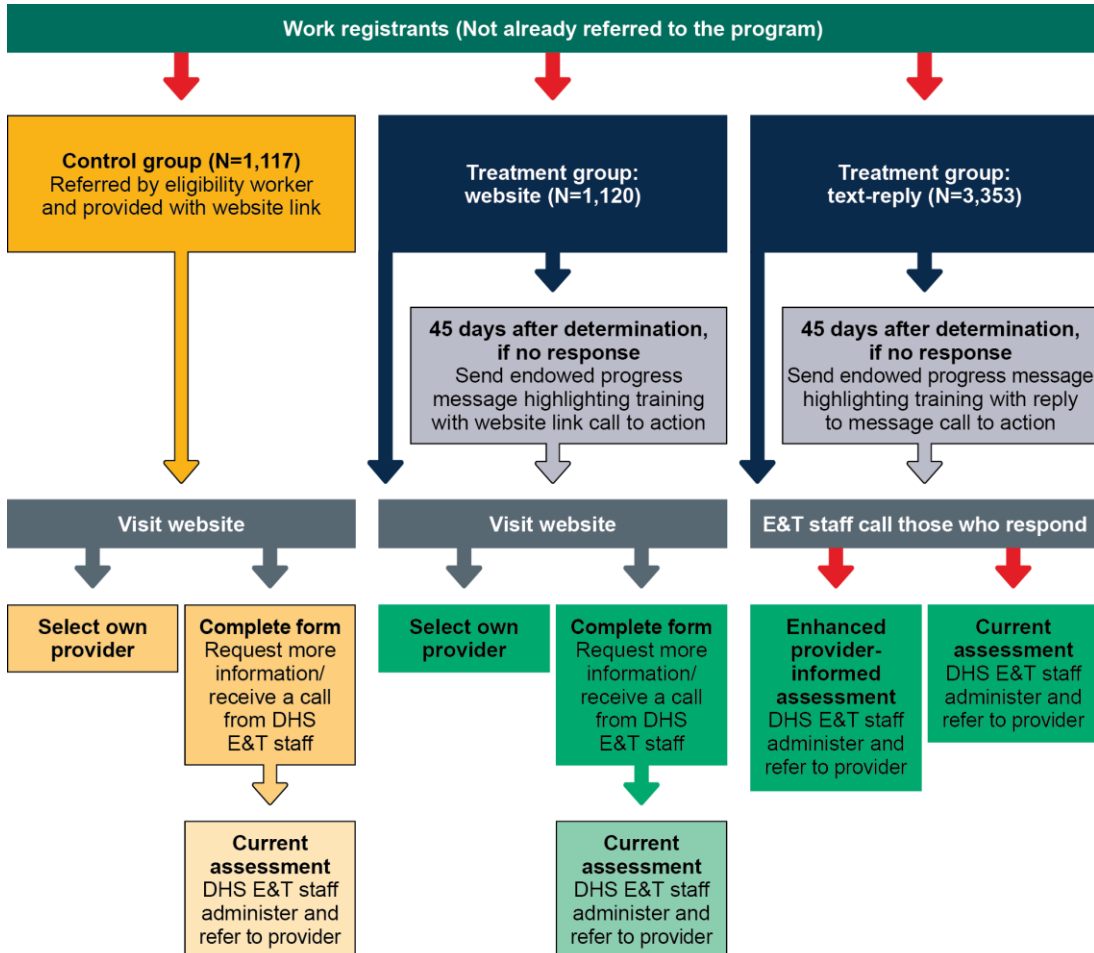 Work registrants (Not already referred to the program)
Control group (N=1,117)
Referred by eligibility worker
and provided with website link
Treatment group:
website (N=1,120)
Treatment group:
text-reply (N=3,353)
45 days after determination,
if no response
Send endowed progress
message highlighting training
with website link call to action
45 days after determination,
if no response
Send endowed progress message
highlighting training with reply
to message call to action
Visit website
Visit website
E&T staff call those who respond
Select own
provider
Complete form
Request more
information/
receive a call
from DHS
E&T staff
Select own
provider
Complete form
Request more
information/
receive a call
from DHS
E&T staff
Enhanced
provider-
informed
assessment
DHS E&T staff
administer and
refer to provider
Current
assessment
DHS E&T staff
administer and
refer to provider
Current
assessment
DHS E&T staff
administer and
refer to provider
Current
assessment
DHS E&T staff
administer and
refer to provider